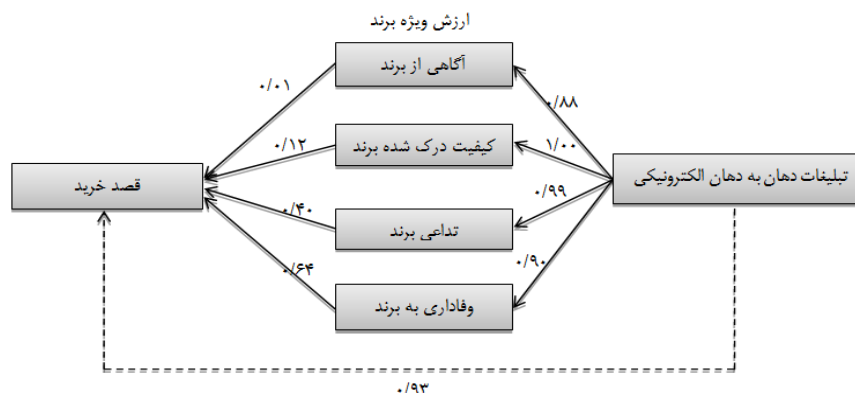 ارزش ویژه برند
آگاهی از برند
۰/۸۸
۰/۰۱
کیفیت درک شده برند
۱/۰۰
۰/۱۲
تبلیغات دهان به دهان الکترونیکی
قصد خرید
۰/۹۹
۰/۴۰
تداعی برند
۰/۹۰
۰/۶۴
وفاداری به برند
۰/۹۳